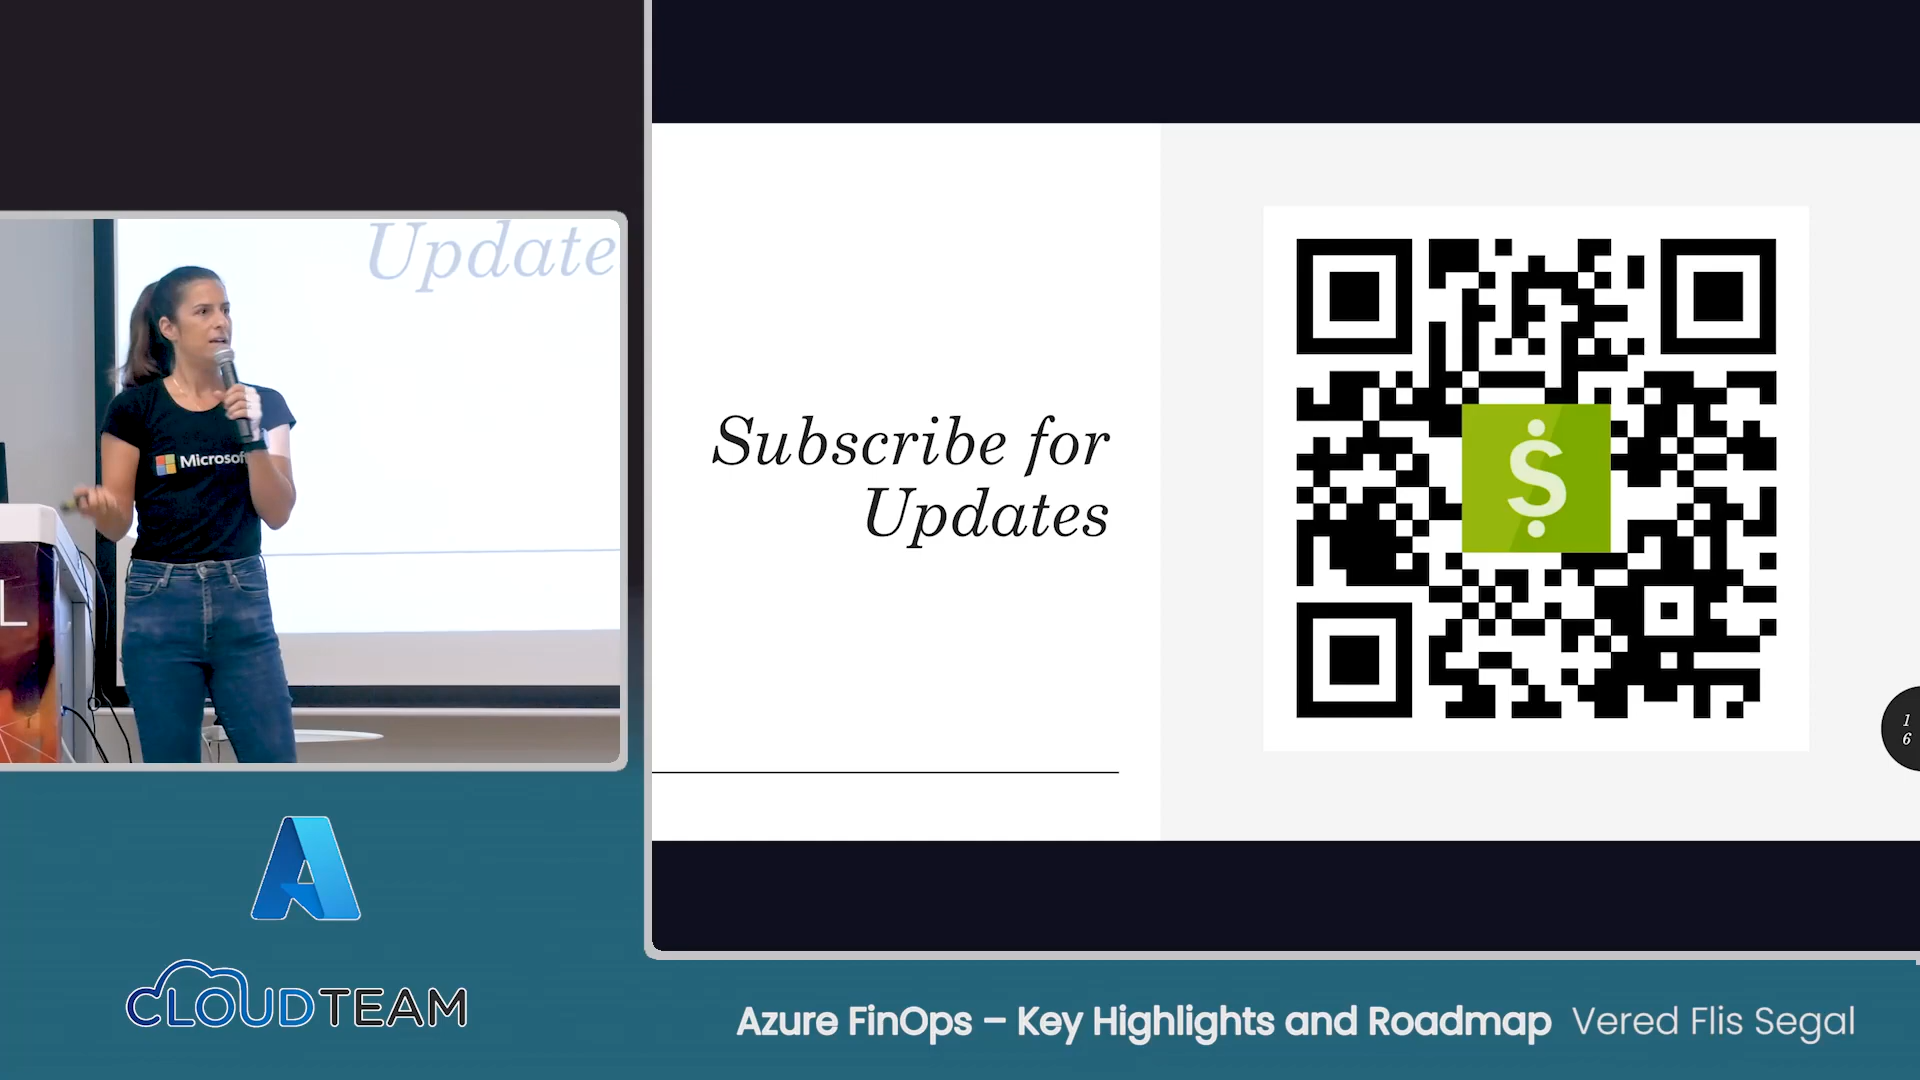 Update
Microsoft
L
Subscribe for
Updates
1
6
CLOUDTEAM
Azure FinOps – Key Highlights and Roadmap Vered Flis Segal